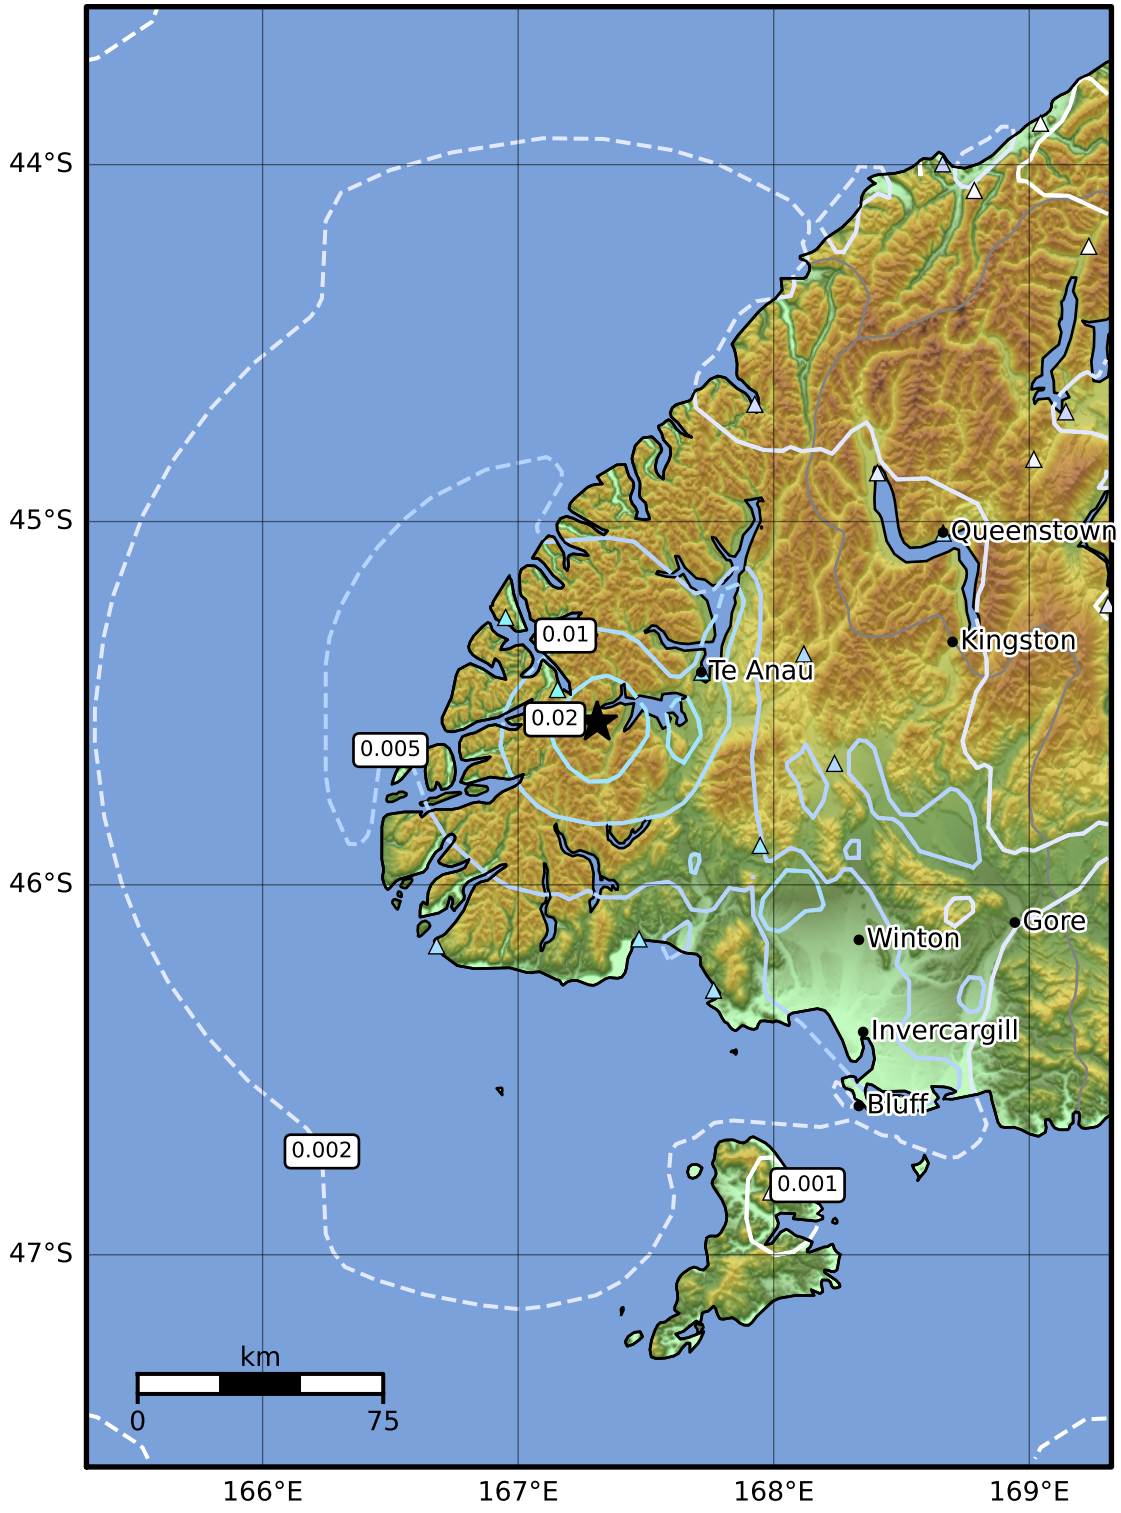 44°S
45°S
Queenstown
0.01
Kingston
Te Anau
0.02
0.005
46°S
Gore
Winton
Invercargill
Bluff
0.002
0.001
47°S
km
0
75
166°E
167°E
168°E
169°E